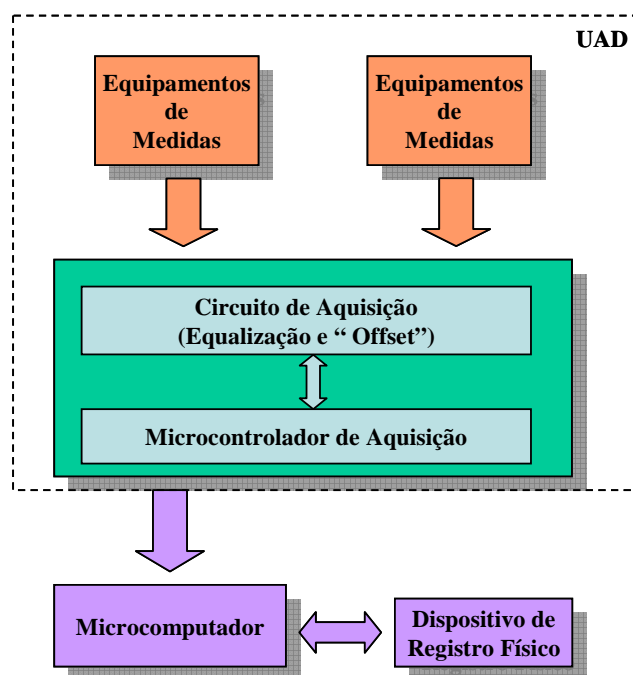 UAD
Equipamentos
de
Medidas
Equipamentos
de
Medidas
Circuito de Aquisição
(Equalização e “ Offset”)
Microcontrolador de Aquisição
Microcomputador
Dispositivo de
Registro Físico